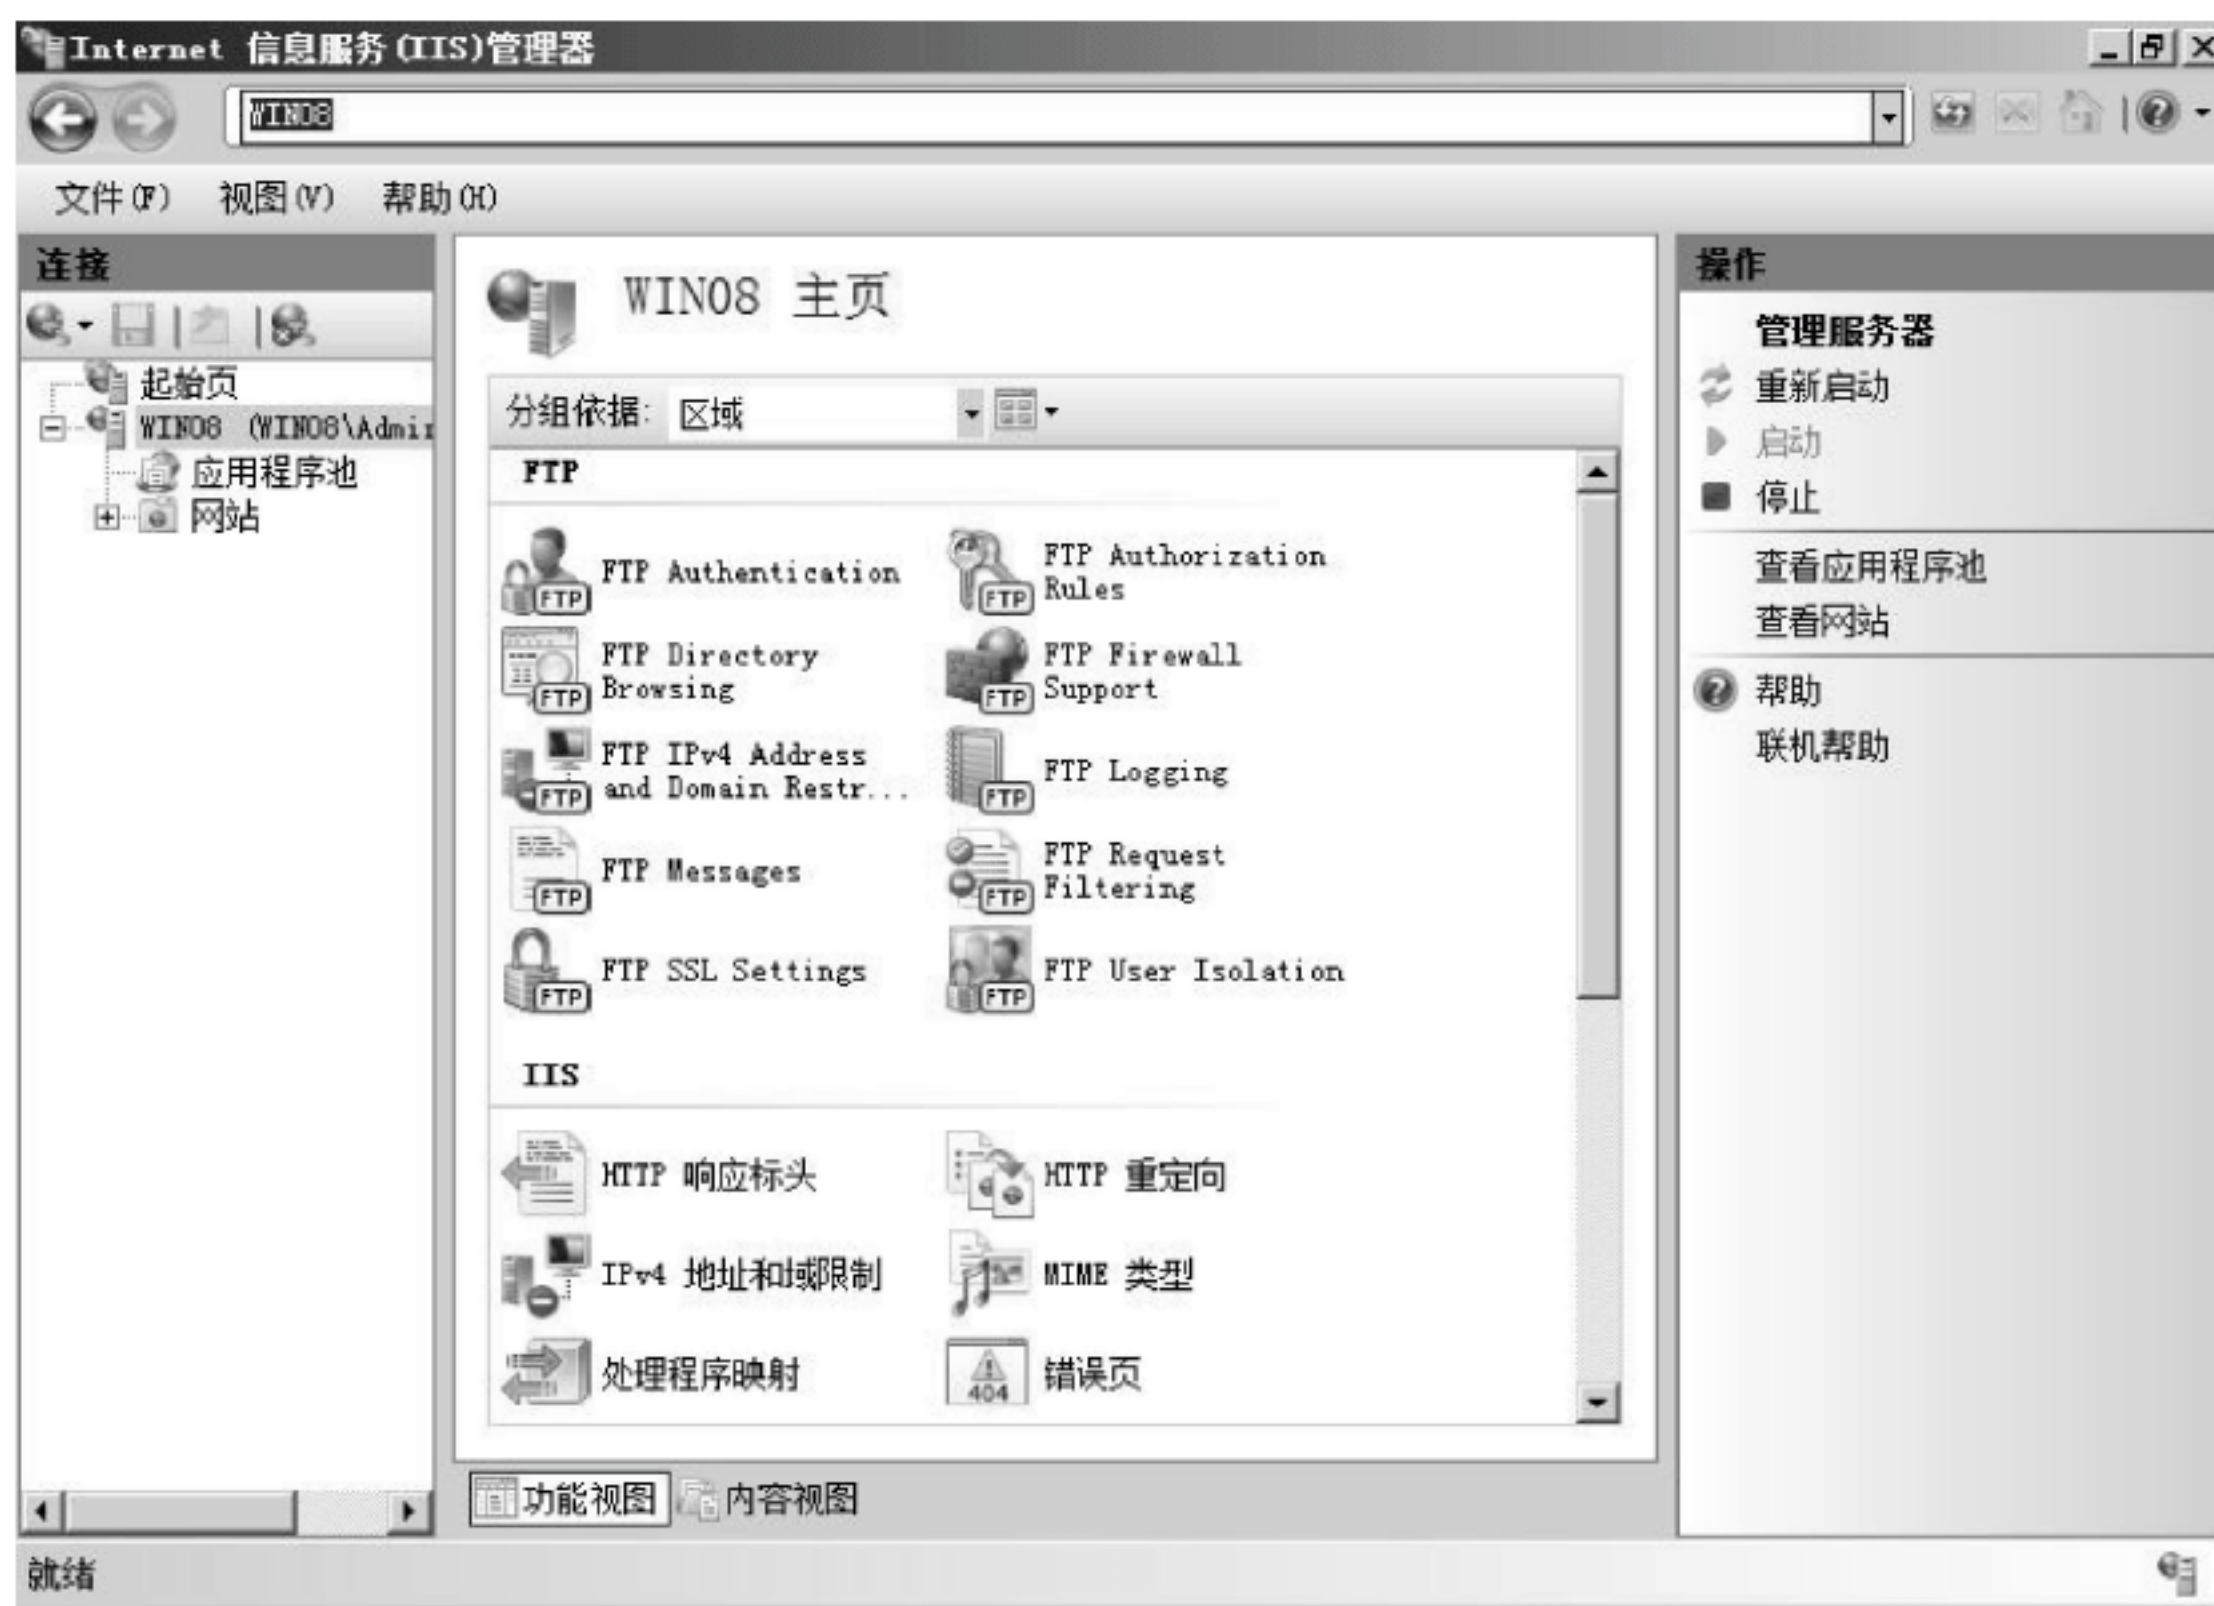 Internet 信息服务(IIS)管理器
WIN08
文件(F) 视图(V) 帮助(H)
连接
起始页
WIN08 (WIN08\Admir
应用程序池
网站
WIN08 主页
分组依据: 区域
FTP
FTP Authentication
FTP Authorization
Rules
FTP Directory
Browsing
FTP Firewall
Support
FTP IPv4 Address
and Domain Restr...
FTP Logging
FTP Messages
FTP Request
Filtering
FTP SSL Settings
FTP User Isolation
IIS
HTTP 响应标头
HTTP 重定向
IPv4 地址和域限制
MIME 类型
处理程序映射
404
错误页
功能视图 内容视图
操作
管理服务器
重新启动
启动
停止
查看应用程序池
查看网站
帮助
联机帮助
就绪